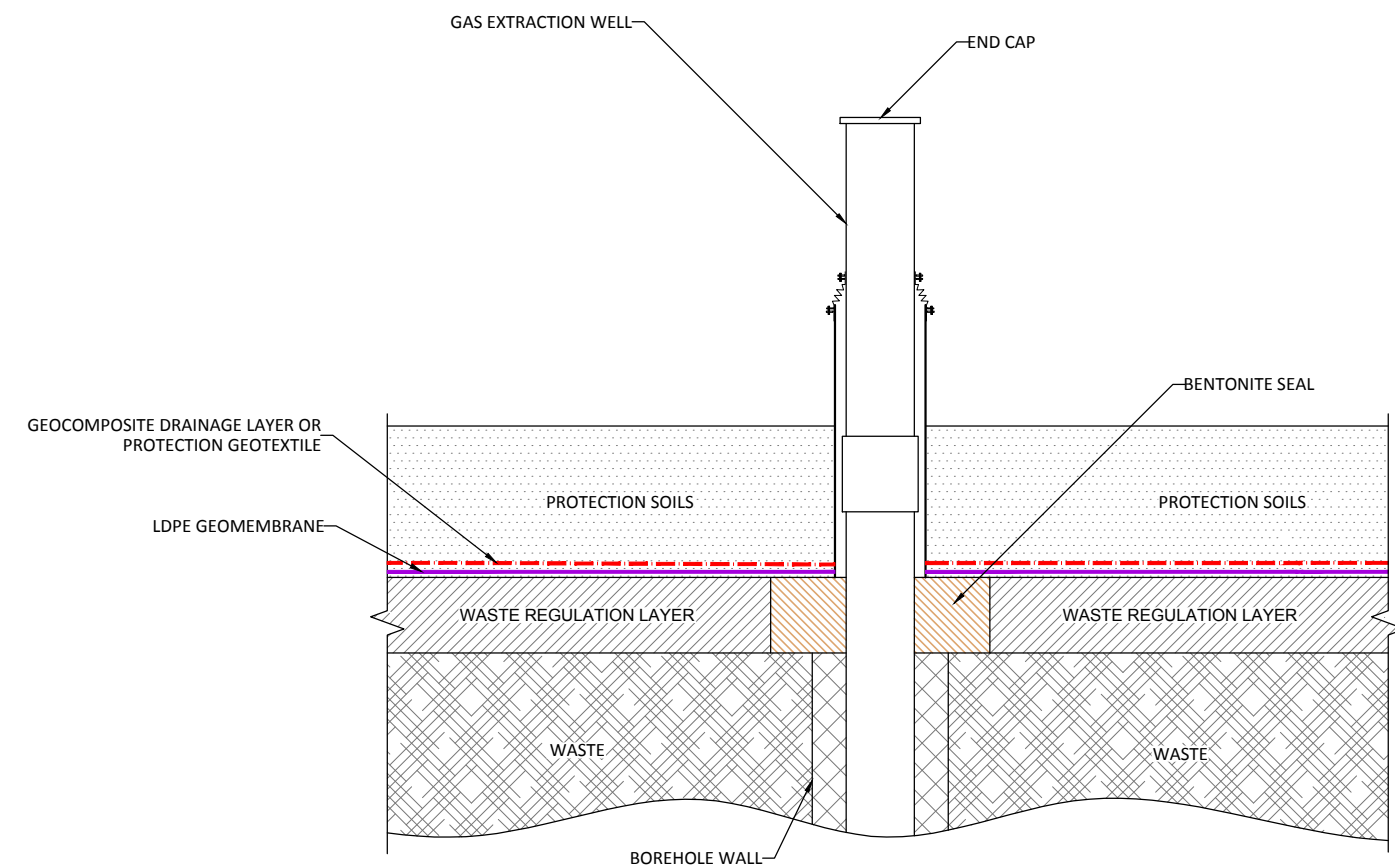 GAS EXTRACTION WELL
END CAP
BENTONITE SEAL
GEOCOMPOSITE DRAINAGE LAYER OR
PROTECTION GEOTEXTILE
PROTECTION SOILS
PROTECTION SOILS
LDPE GEOMEMBRANE
WASTE REGULATION LAYER
WASTE REGULATION LAYER
WASTE
WASTE
BOREHOLE WALL